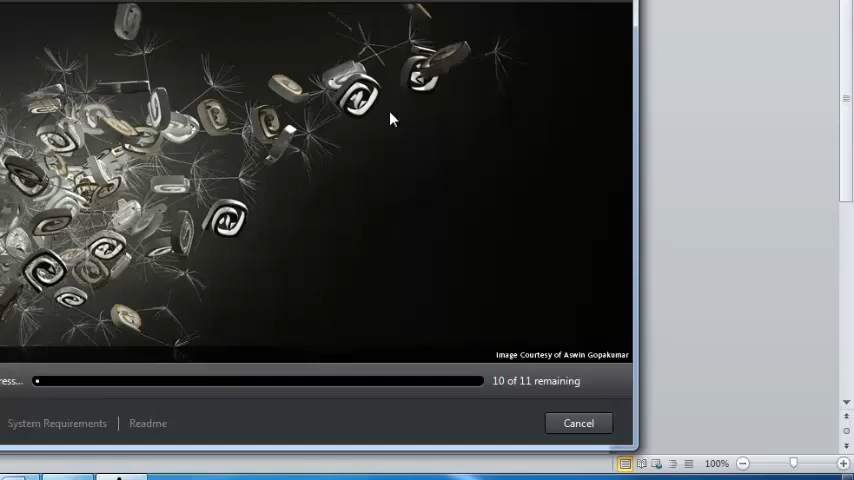 Image Courtesy of Aswin Gopakumar
ress... 10 of 11 remaining
System Requirements Readme Cancel
100%